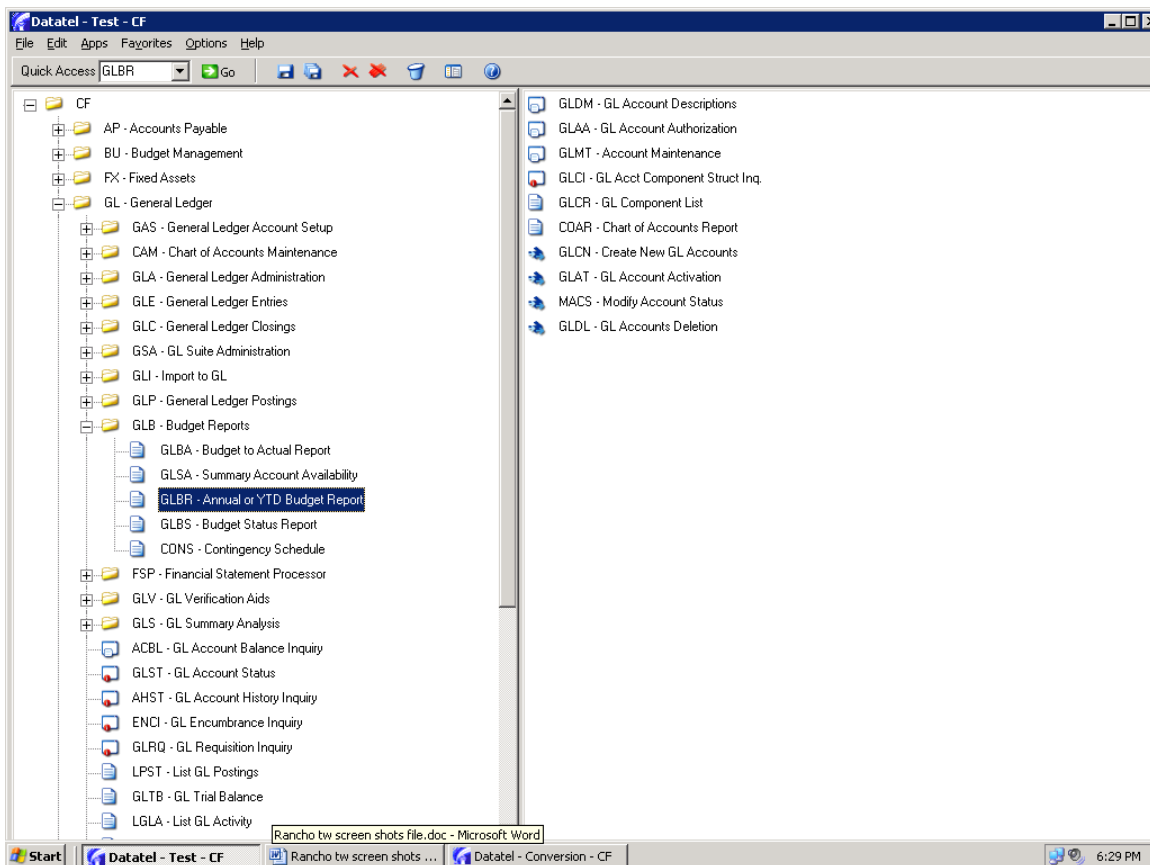 Datatel - Test - CF
File Edit Apps Favorites Options Help
Quick Access GLBR Go
CF
AP - Accounts Payable
BU - Budget Management
FX - Fixed Assets
GL - General Ledger
GAS - General Ledger Account Setup
CAM - Chart of Accounts Maintenance
GLA - General Ledger Administration
GLE - General Ledger Entries
GLC - General Ledger Closings
GSA - GL Suite Administration
GLI - Import to GL
GLP - General Ledger Postings
GLB - Budget Reports
GLBA - Budget to Actual Report
GLSA - Summary Account Availability
GLBR - Annual or YTD Budget Report
GLBS - Budget Status Report
CONS - Contingency Schedule
FSP - Financial Statement Processor
GLV - GL Verification Aids
GLS - GL Summary Analysis
ACBL - GL Account Balance Inquiry
GLST - GL Account Status
AHST - GL Account History Inquiry
ENCI - GL Encumbrance Inquiry
GLRQ - GL Requisition Inquiry
LPST - List GL Postings
GLTB - GL Trial Balance
LGLA - List GL Activity
GLDM - GL Account Descriptions
GLAA - GL Account Authorization
GLMT - Account Maintenance
GLCI - GL Acct Component Struct Inq.
GLCR - GL Component List
COAR - Chart of Accounts Report
GLCN - Create New GL Accounts
GLAT - GL Account Activation
MACS - Modify Account Status
GLDL - GL Accounts Deletion
Rancho tw screen shots file.doc - Microsoft Word
Start Datatel - Test - CF Rancho tw screen shots ... Datatel - Conversion - CF 6:29 PM